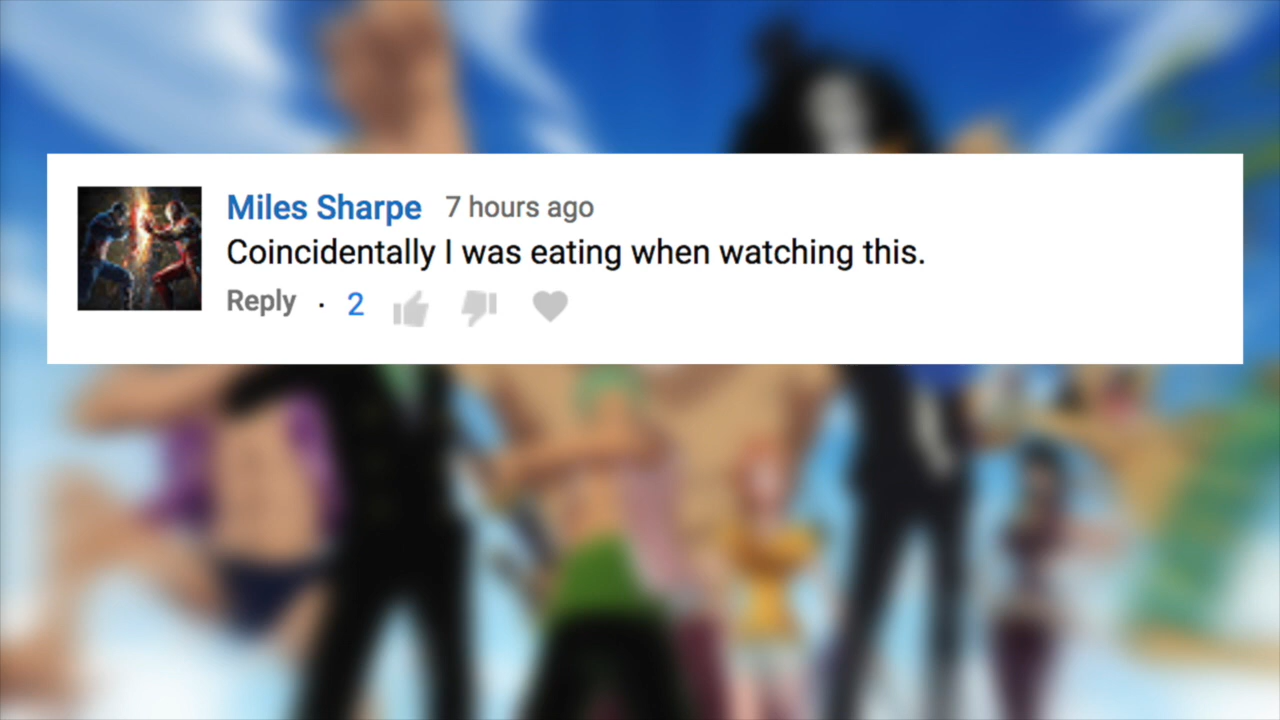 Miles Sharpe 7 hours ago
Coincidentally I was eating when watching this.
Reply · 2